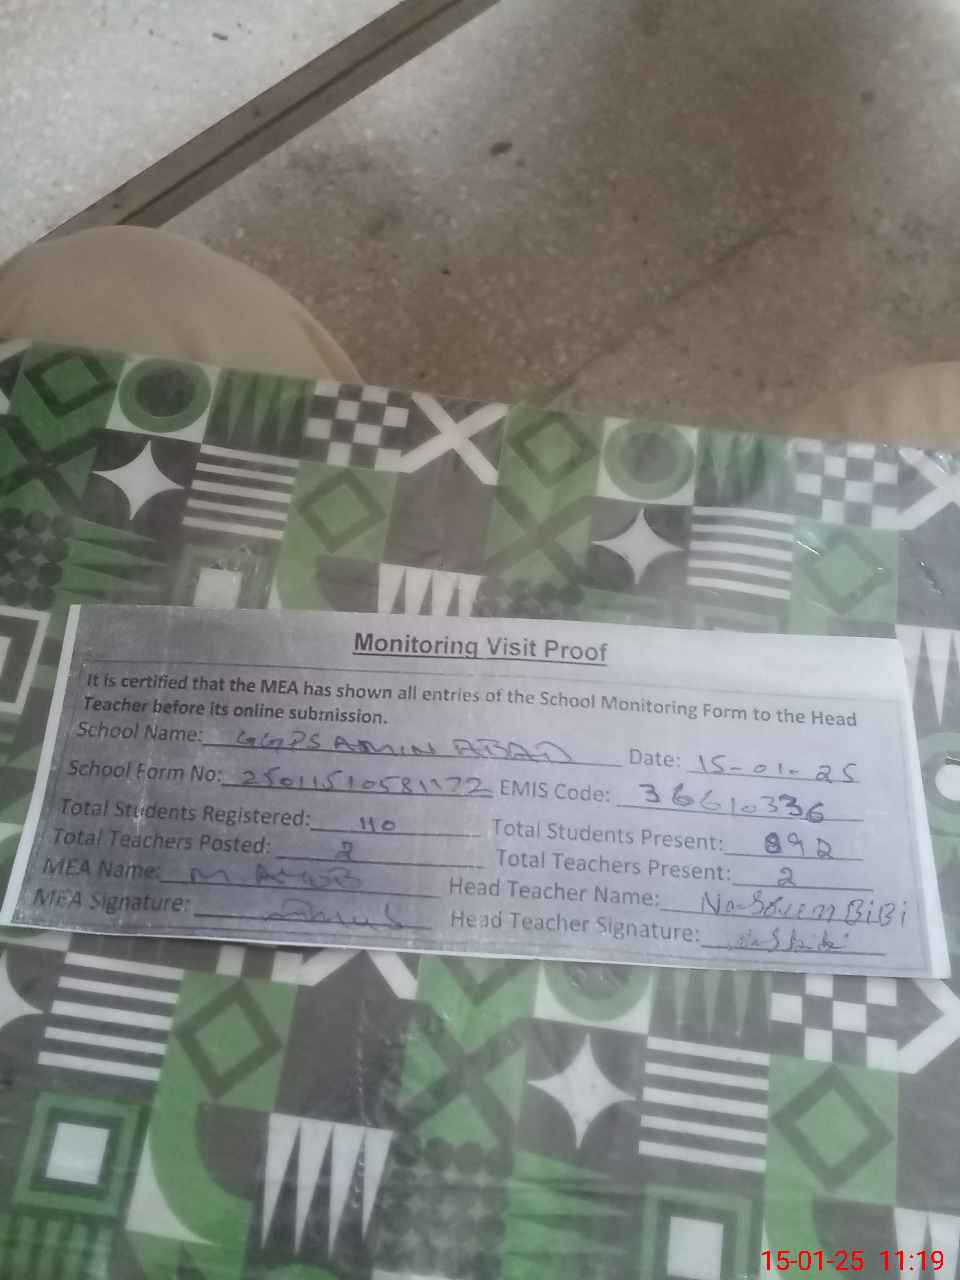 Monitoring Visit Proof
It is certified that the MEA has shown all entries of the School Monitoring Form to the Head
Teacher before its online submission.
School Name: GGPS AMIN ABAD Date: 15-01-25
School Form No: EMIS Code: 36610336
Total Students Registered: 110 Total Students Present:
Total Teachers Posted: 2 Total Teachers Present: 2
MEA Name: M Head Teacher Name: BiBi
MEA Signature: Head Teacher Signature:
15-01-25 11:19